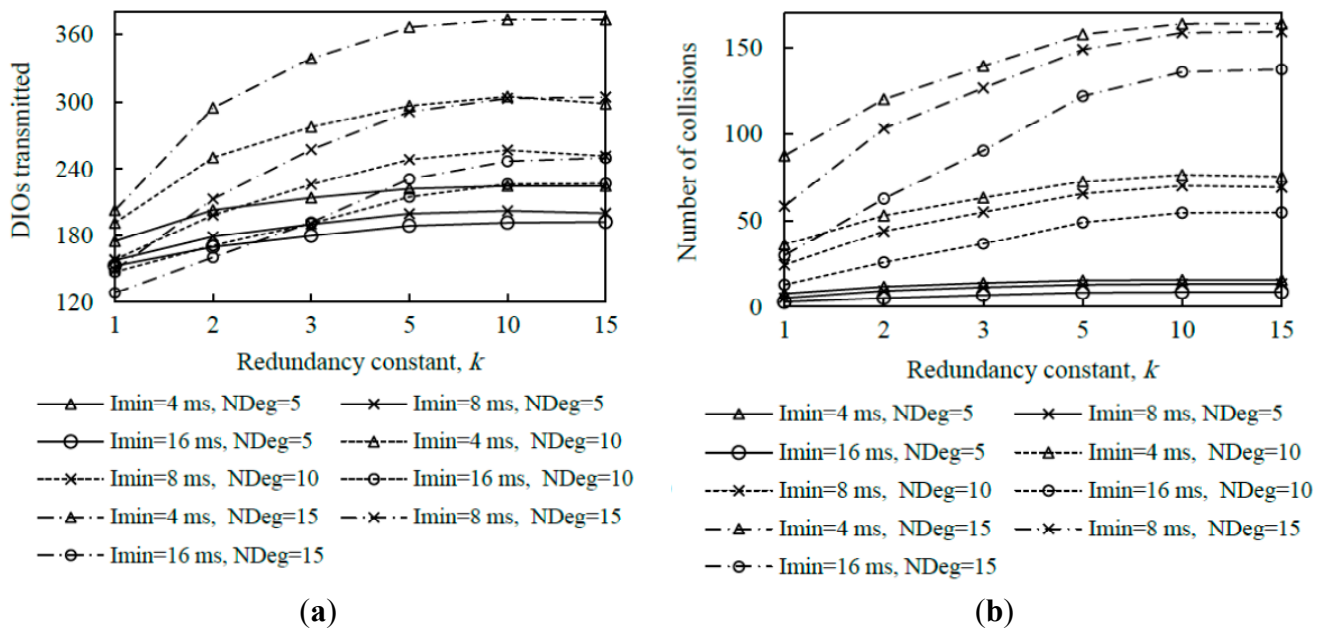 DIOs transmitted
360
300
240
180
120
1 2 3 5 10 15
Redundancy constant, k
Imin=4 ms, NDeg=5 Imin=8 ms, NDeg=5
Imin=16 ms, NDeg=5 Imin=4 ms, NDeg=10
Imin=8 ms, NDeg=10 Imin=16 ms, NDeg=10
Imin=4 ms, NDeg=15 Imin=8 ms, NDeg=15
Imin=16 ms, NDeg=15
(a)
Number of collisions
150
100
50
0
1 2 3 5 10 15
Redundancy constant, k
Imin=4 ms, NDeg=5 Imin=8 ms, NDeg=5
Imin=16 ms, NDeg=5 Imin=4 ms, NDeg=10
Imin=8 ms, NDeg=10 Imin=16 ms, NDeg=10
Imin=4 ms, NDeg=15 Imin=8 ms, NDeg=15
Imin=16 ms, NDeg=15
(b)